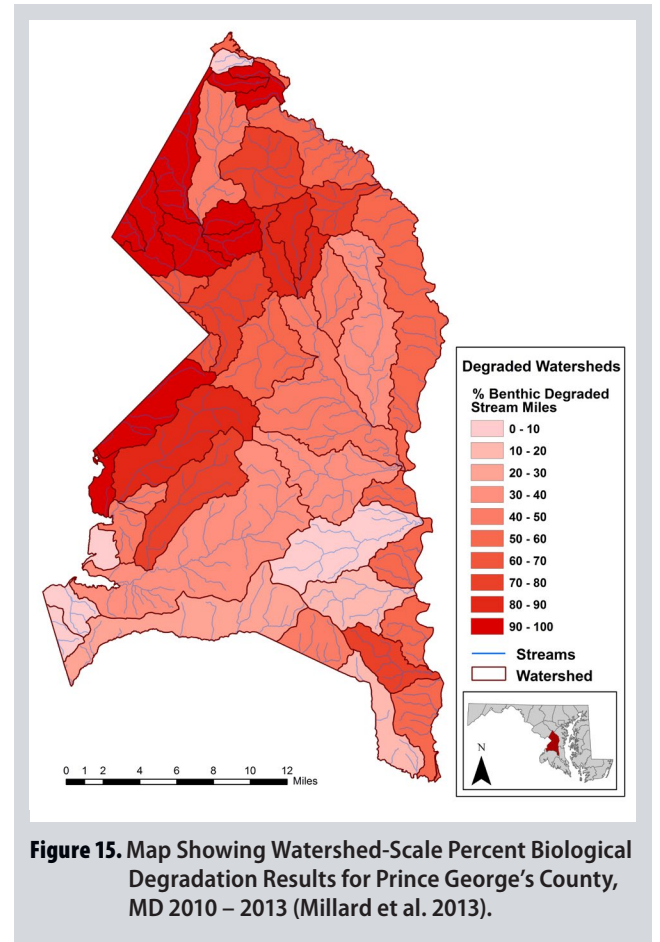 Degraded Watersheds
% Benthic Degraded
Stream Miles
0 - 10
10 - 20
20 - 30
30 - 40
40 - 50
50 - 60
60 - 70
70 - 80
80 - 90
90 - 100
Streams
Watershed
N
0 1 2 4 6 8 10 12
Miles
Figure 15. Map Showing Watershed-Scale Percent Biological
Degradation Results for Prince George's County,
MD 2010 – 2013 (Millard et al. 2013).